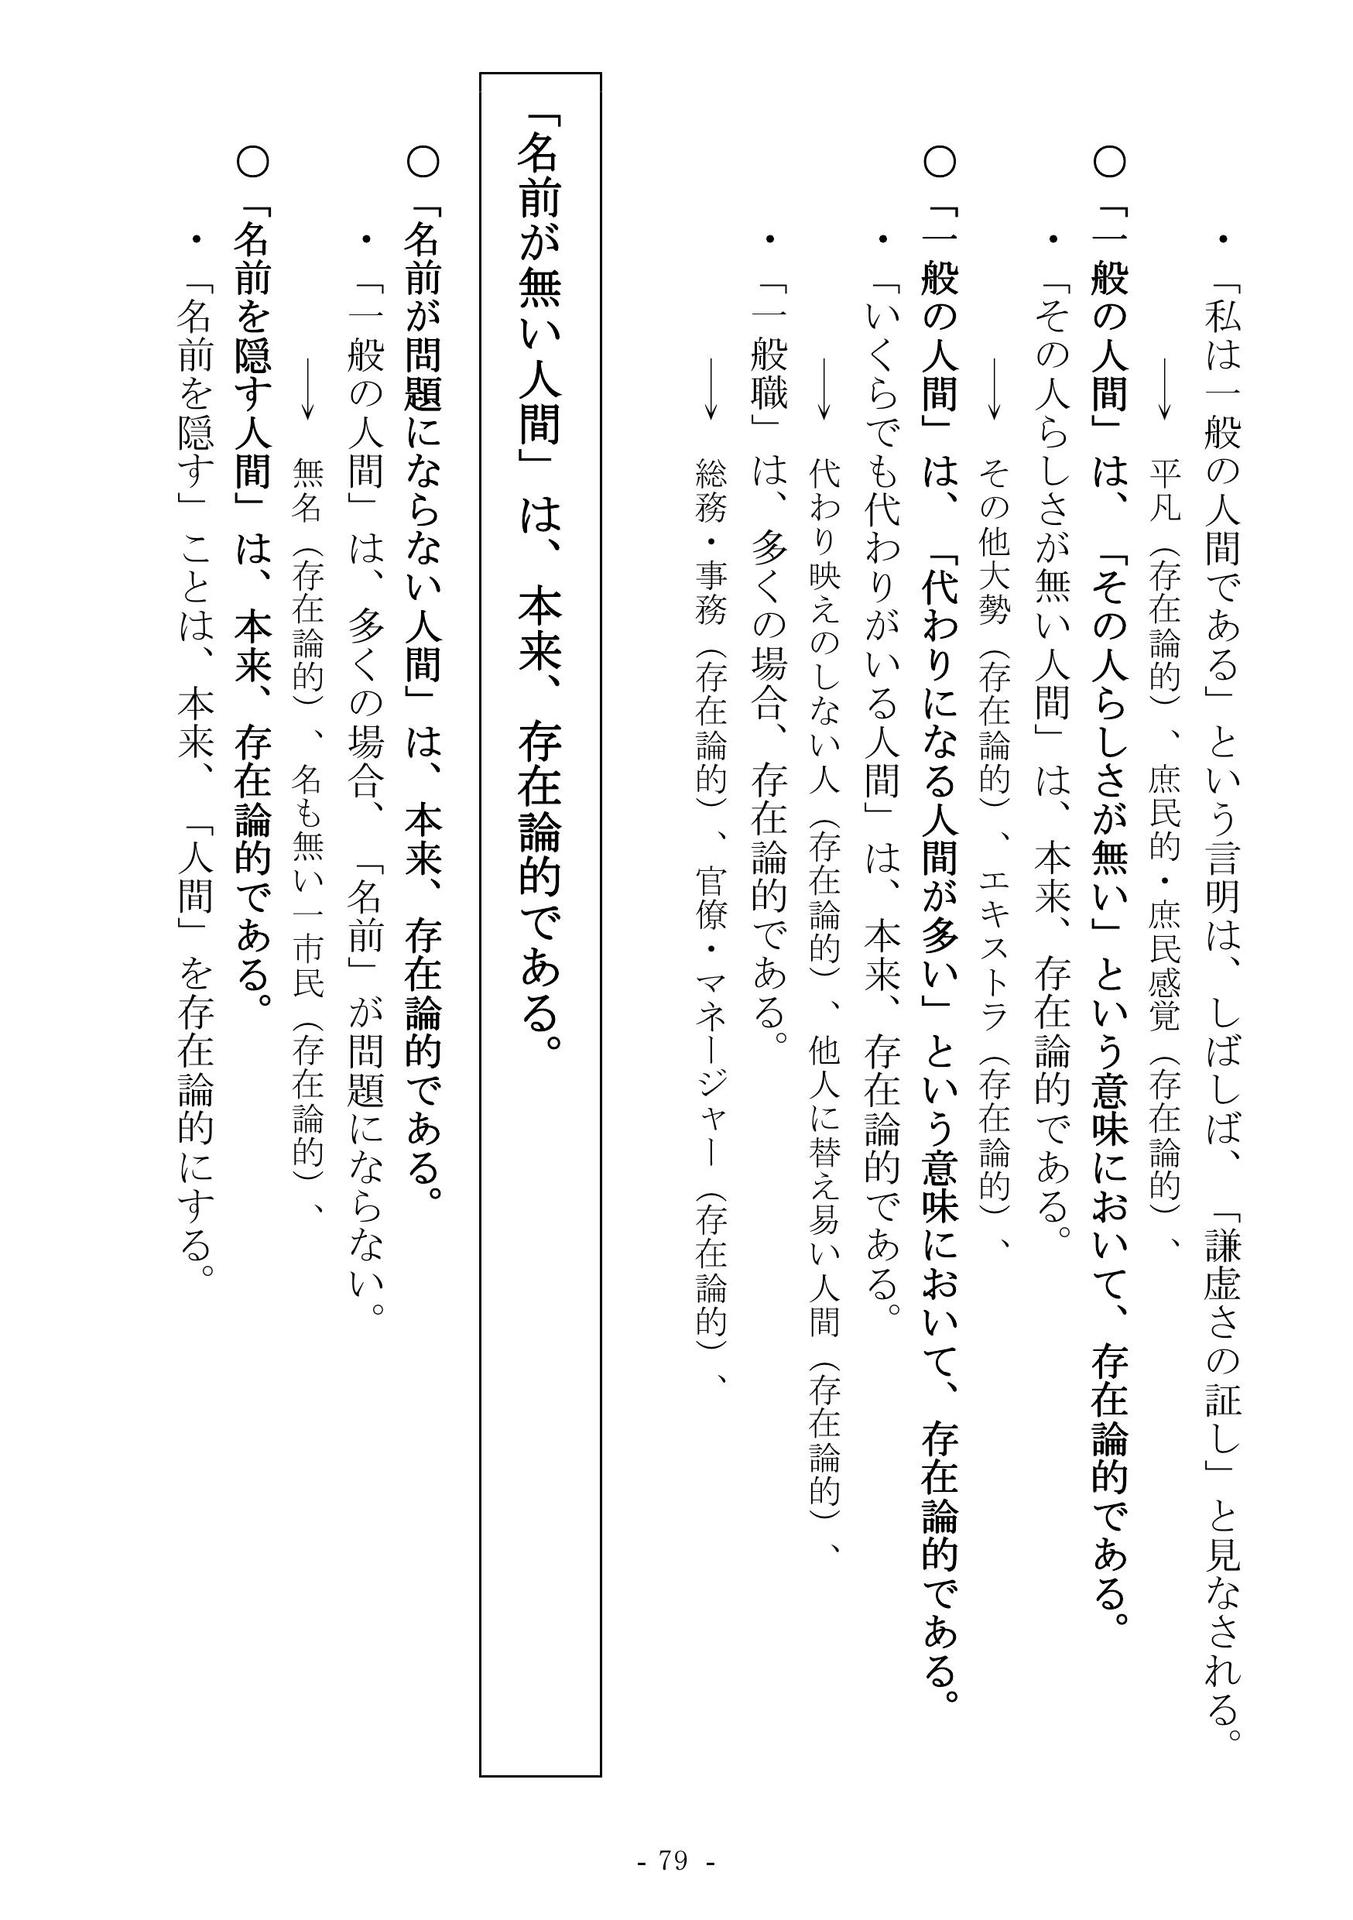 ・「私は一般の人間である」という言明は、しばしば、「謙虚さの証し」と見なされる。
→ 平凡（存在論的）、庶民的・庶民感覚（存在論的）、
○「一般の人間」は、「その人らしさが無い」という意味において、存在論的である。
・「その人らしさが無い人間」は、本来、存在論的である。
→ その他大勢（存在論的）、エキストラ（存在論的）、
○「一般の人間」は、「代わりになる人間が多い」という意味において、存在論的である。
・「いくらでも代わりがいる人間」は、本来、存在論的である。
→ 代わり映えのしない人（存在論的）、他人に替え易い人間（存在論的）、
・「一般職」は、多くの場合、存在論的である。
→ 総務・事務（存在論的）、官僚・マネージャー（存在論的）、
「名前が無い人間」は、本来、存在論的である。
○「名前が問題にならない人間」は、本来、存在論的である。
・「一般の人間」は、多くの場合、「名前」が問題にならない。
→ 無名（存在論的）、名も無い一市民（存在論的）、
○「名前を隠す人間」は、本来、存在論的である。
・「名前を隠す」ことは、本来、「人間」を存在論的にする。
- 79 -